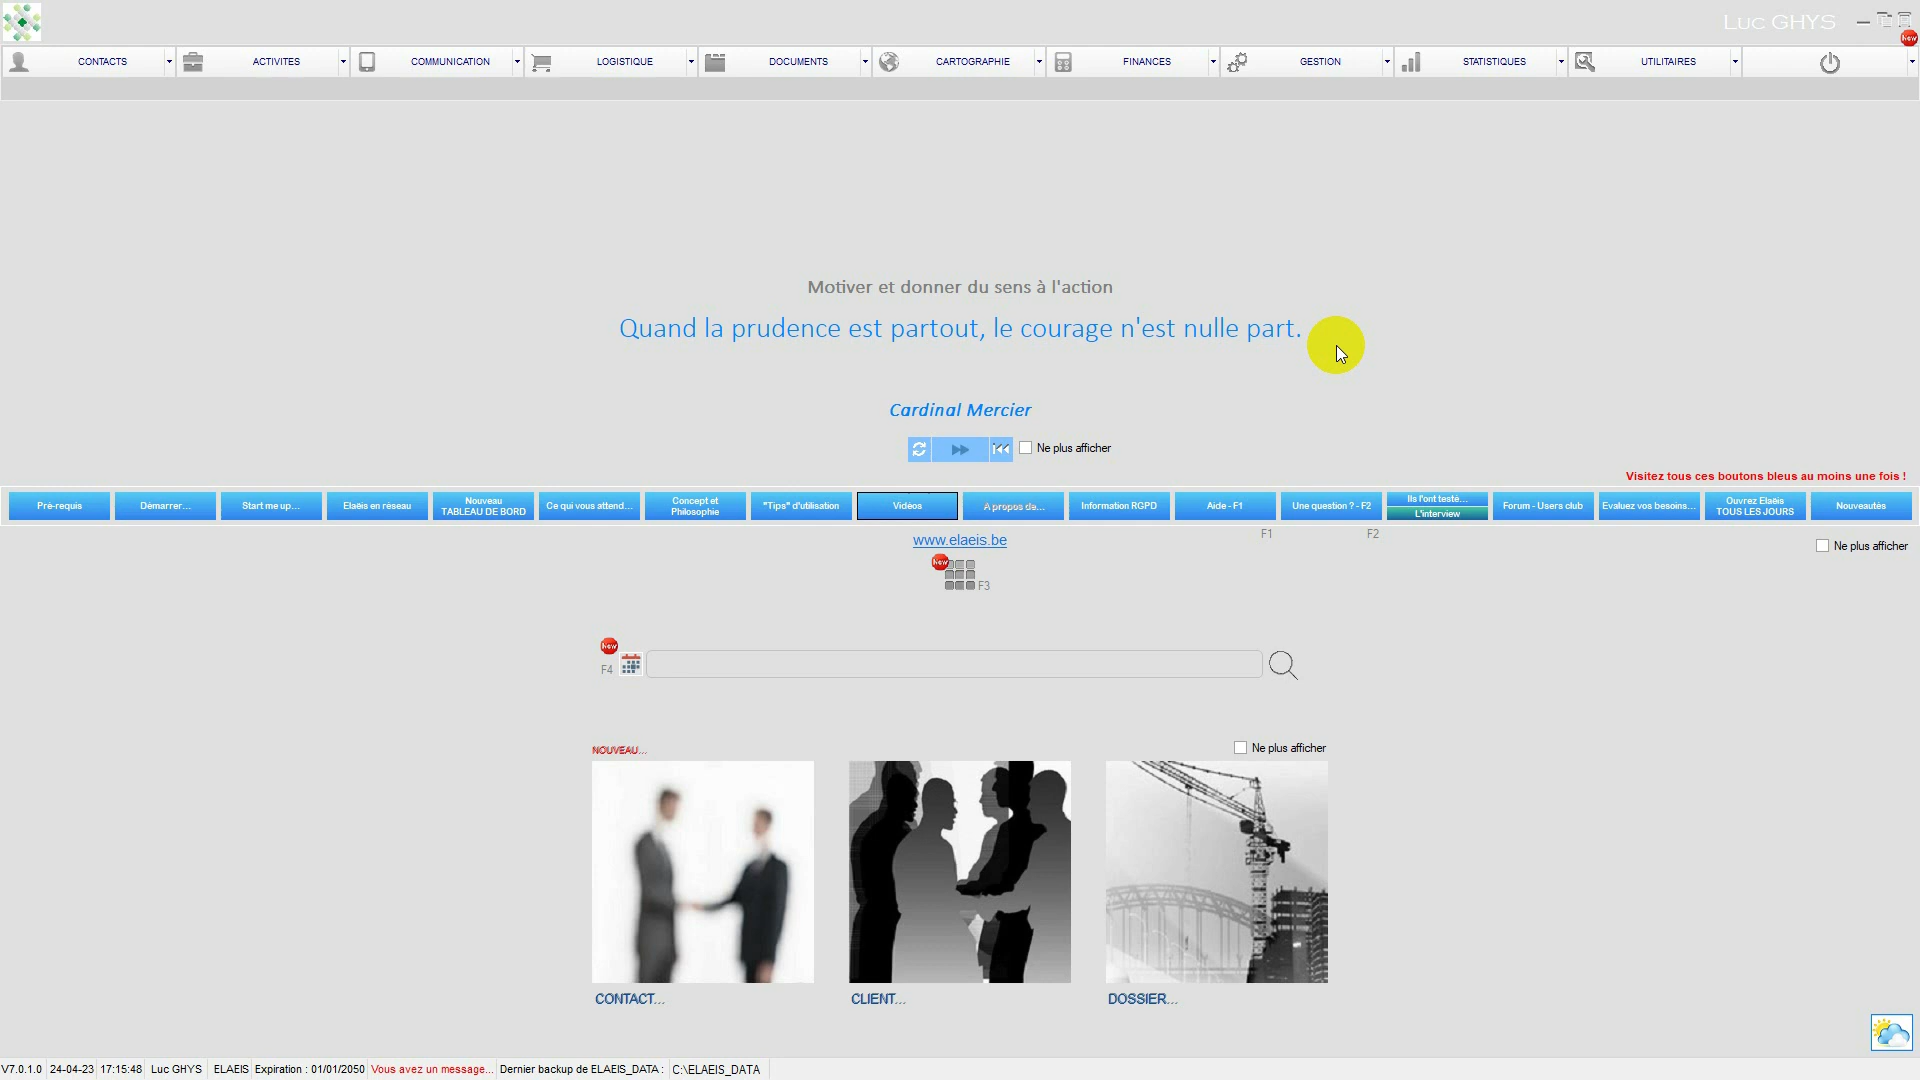 Luc GHYS
New
CONTACTS
ACTIVITES
COMMUNICATION
LOGISTIQUE
DOCUMENTS
CARTOGRAPHIE
FINANCES
GESTION
STATISTIQUES
UTILITAIRES
Motiver et donner du sens à l'action
Quand la prudence est partout, le courage n'est nulle part.
Cardinal Mercier
Ne plus afficher
Visitez tous ces boutons bleus au moins une fois !
Pré-requis
Démarrer...
Start me up...
Elaéis en réseau
Nouveau
TABLEAU DE BORD
Ce qui vous attend...
Concept et
Philosophie
"Tips" d'utilisation
Vidéos
A propos de...
Information RGPD
Aide - F1
Une question ? - F2
Ils l'ont testé...
L'interview
Forum - Users club
Evaluez vos besoins...
Ouvrez Elaéis
TOUS LES JOURS
Nouveautés
F1
F2
www.elaeis.be
Ne plus afficher
New
F3
New
F4
NOUVEAU...
Ne plus afficher
CONTACT...
CLIENT...
DOSSIER...
V7.0.1.0
24-04-23
17:15:48
Luc GHYS
ELAEIS
Expiration : 01/01/2050
Vous avez un message...
Dernier backup de ELAEIS_DATA :
C:\ELAEIS_DATA